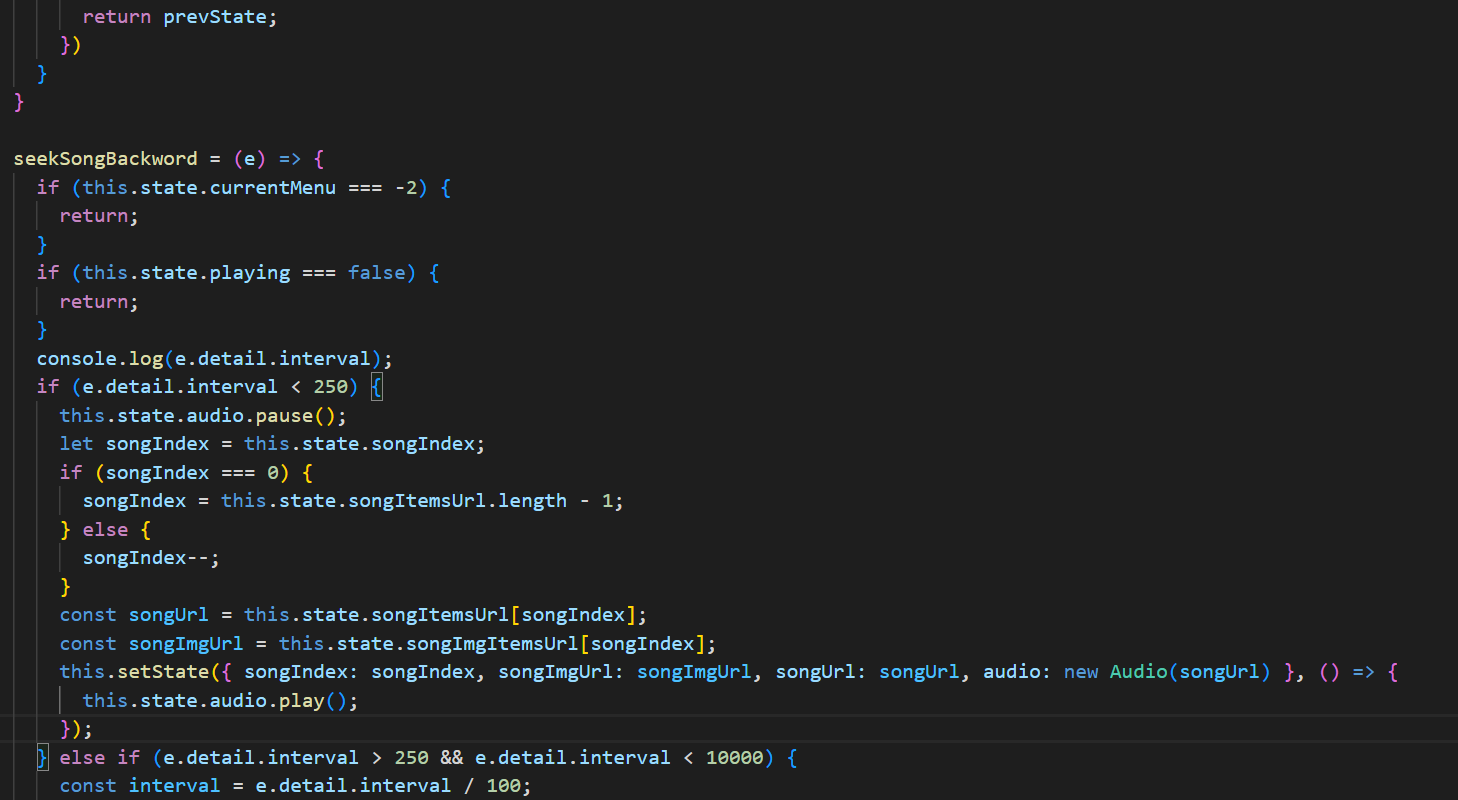 return prevState;
})
}
}
seekSongBackword = (e) => {
if (this.state.currentMenu === -2) {
return;
}
if (this.state.playing === false) {
return;
}
console.log(e.detail.interval);
if (e.detail.interval < 250) {
this.state.audio.pause();
let songIndex = this.state.songIndex;
if (songIndex === 0) {
songIndex = this.state.songItemsUrl.length - 1;
} else {
songIndex--;
}
const songUrl = this.state.songItemsUrl[songIndex];
const songImgUrl = this.state.songImgItemsUrl[songIndex];
this.setState({ songIndex: songIndex, songImgUrl: songImgUrl, songUrl: songUrl, audio: new Audio(songUrl) }, () => {
this.state.audio.play();
});
} else if (e.detail.interval > 250 && e.detail.interval < 10000) {
const interval = e.detail.interval / 100;